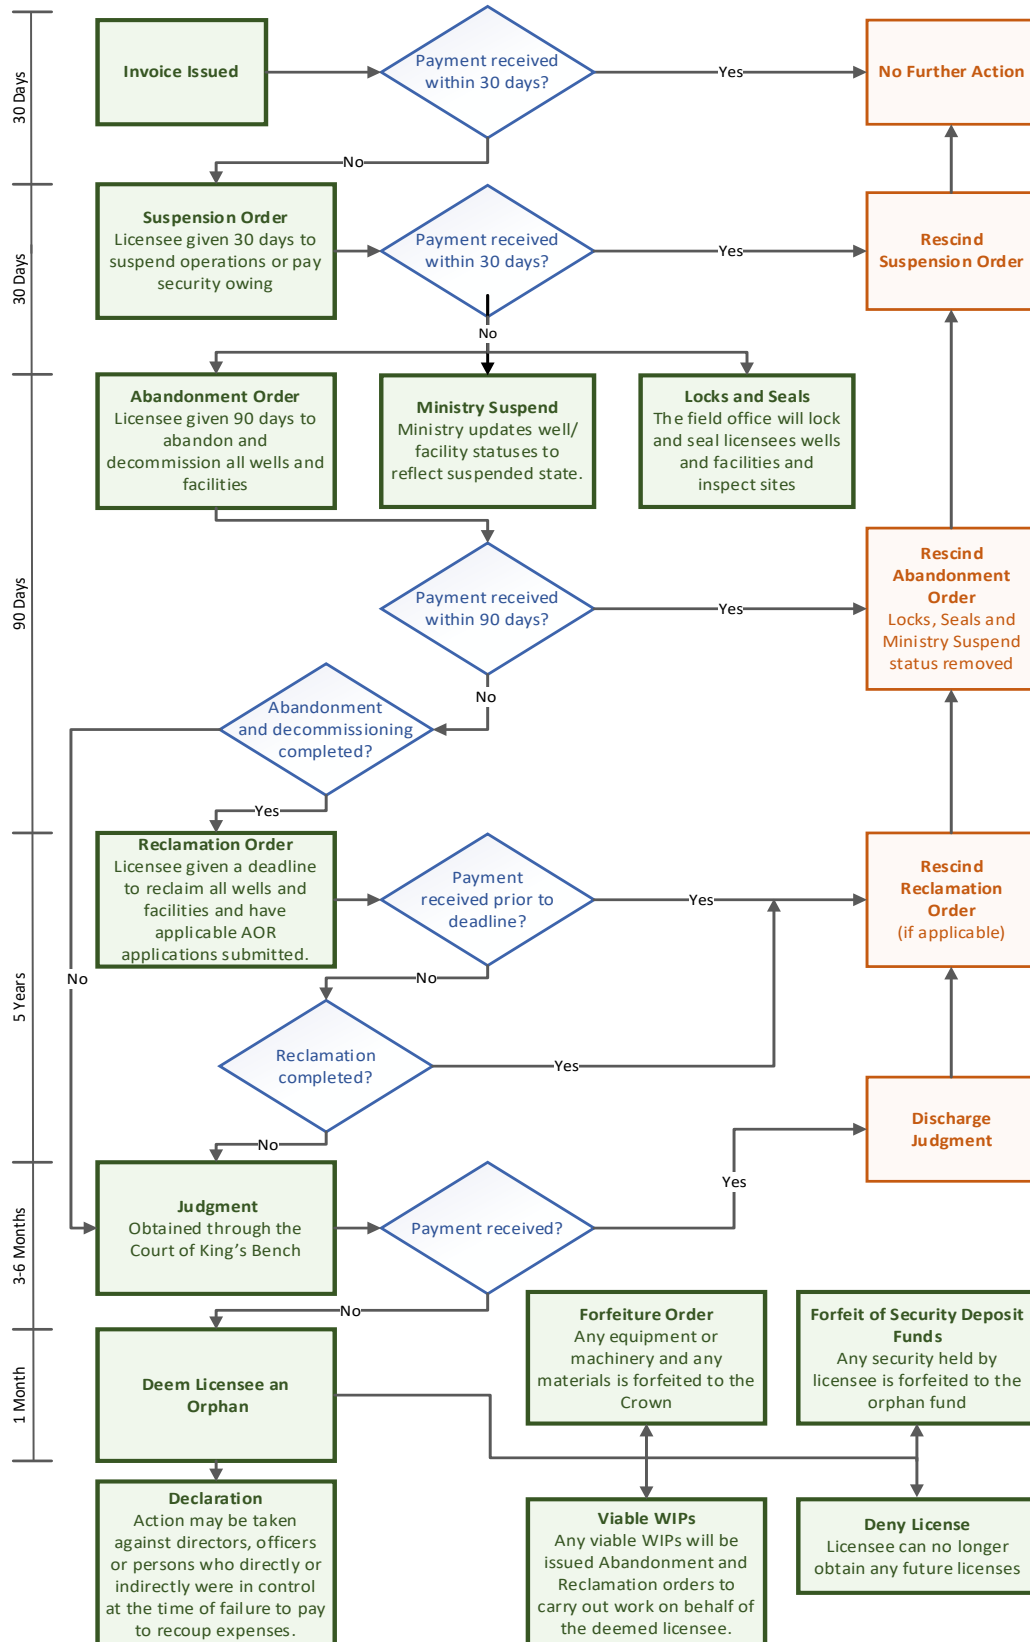 30 Days
Invoice Issued
Payment received
within 30 days?
Yes
No Further Action
No
30 Days
Suspension Order
Licensee given 30 days to
suspend operations or pay
security owing
Payment received
within 30 days?
Yes
Rescind
Suspension Order
No
90 Days
Abandonment Order
Licensee given 90 days to
abandon and
decommission all wells and
facilities
Ministry Suspend
Ministry updates well/
facility statuses to
reflect suspended state.
Locks and Seals
The field office will lock
and seal licensees wells
and facilities and
inspect sites
Payment received
within 90 days?
Yes
Rescind
Abandonment
Order
Locks, Seals and
Ministry Suspend
status removed
No
Abandonment
and decommissioning
completed?
Yes
No
5 Years
Reclamation Order
Licensee given a deadline
to reclaim all wells and
facilities and have
applicable AOR
applications submitted.
Payment
received prior to
deadline?
Yes
Rescind
Reclamation
Order
(if applicable)
No
Reclamation
completed?
Yes
No
Discharge
Judgment
3-6 Months
Judgment
Obtained through the
Court of King's Bench
Payment received?
Yes
No
1 Month
Deem Licensee an
Orphan
Forfeiture Order
Any equipment or
machinery and any
materials is forfeited to the
Crown
Forfeit of Security Deposit
Funds
Any security held by
licensee is forfeited to the
orphan fund
Declaration
Action may be taken
against directors, officers
or persons who directly or
indirectly were in control
at the time of failure to pay
to recoup expenses.
Viable WIPs
Any viable WIPs will be
issued Abandonment and
Reclamation orders to
carry out work on behalf of
the deemed licensee.
Deny License
Licensee can no longer
obtain any future licenses